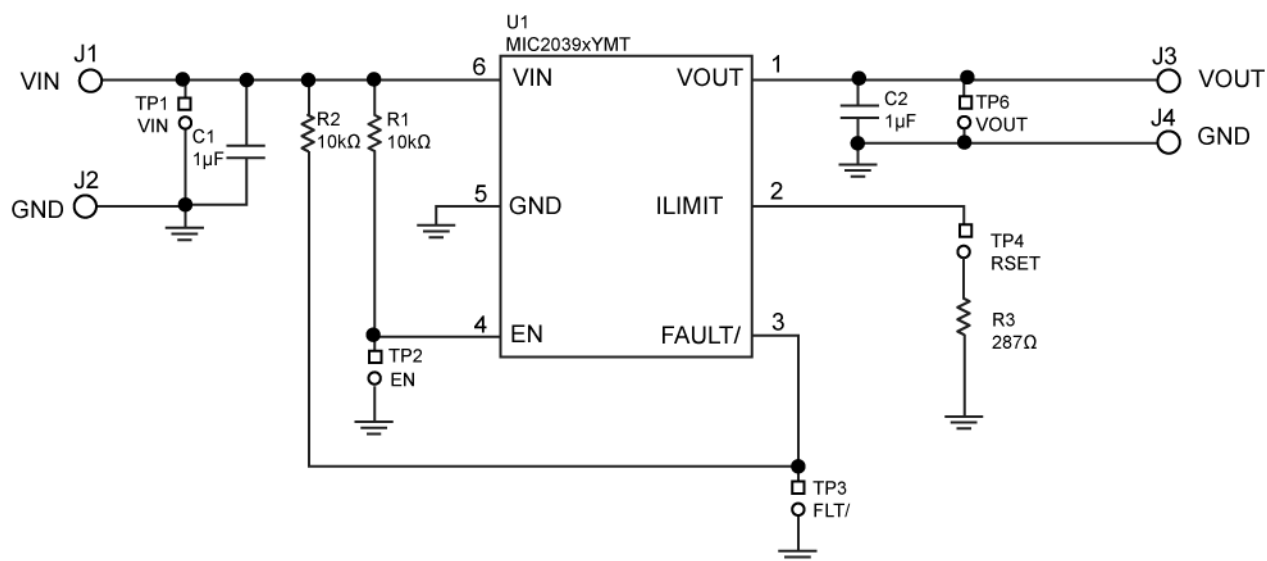 U1
MIC2039xYMT
J1
VIN
TP1
VIN
C1
1µF
R2
10kΩ
R1
10kΩ
6
VIN
VOUT
1
C2
1µF
TP6
VOUT
J3
VOUT
J4
GND
J2
GND
5
GND
ILIMIT
2
TP4
RSET
R3
287Ω
4
EN
FAULT/
3
TP2
EN
TP3
FLT/